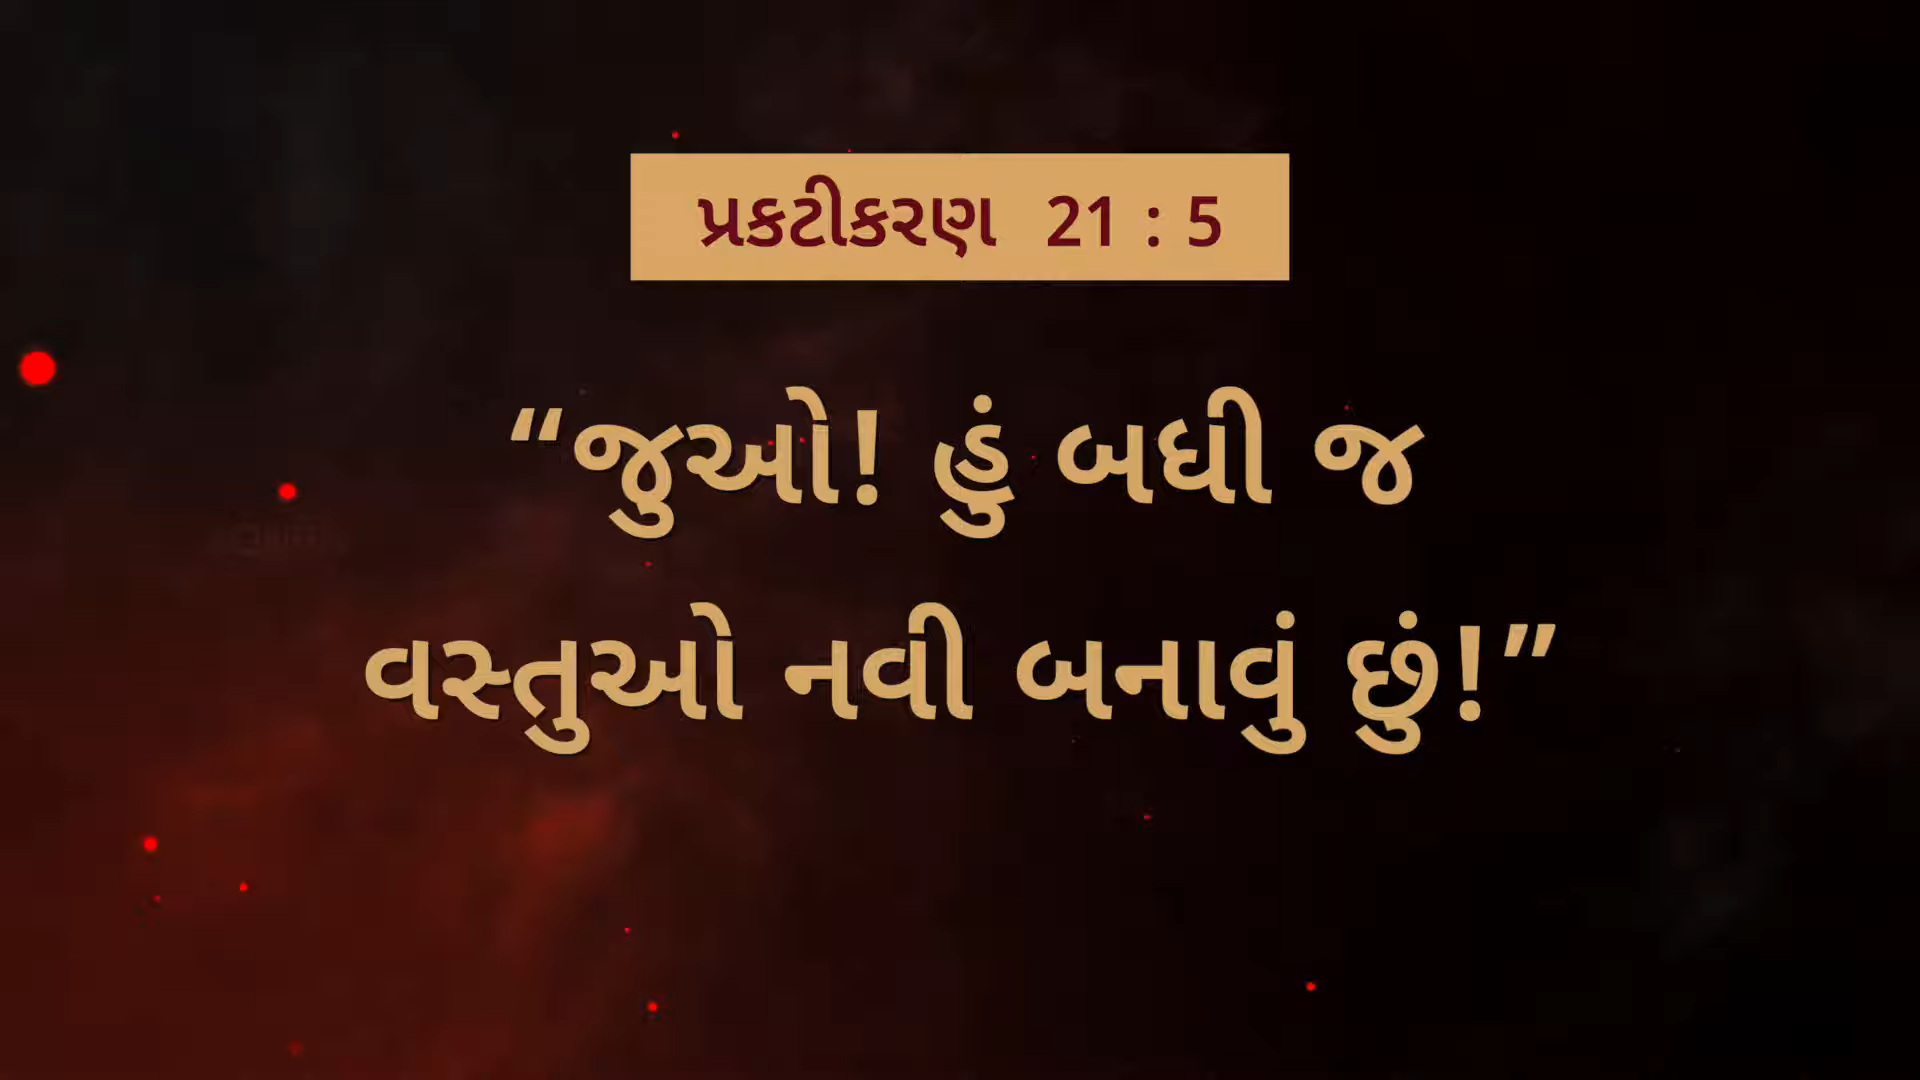 પ્રકટીકરણ 21 : 5
“જુઓ! હું બધી જ
વસ્તુઓ નવી બનાવું છું!”